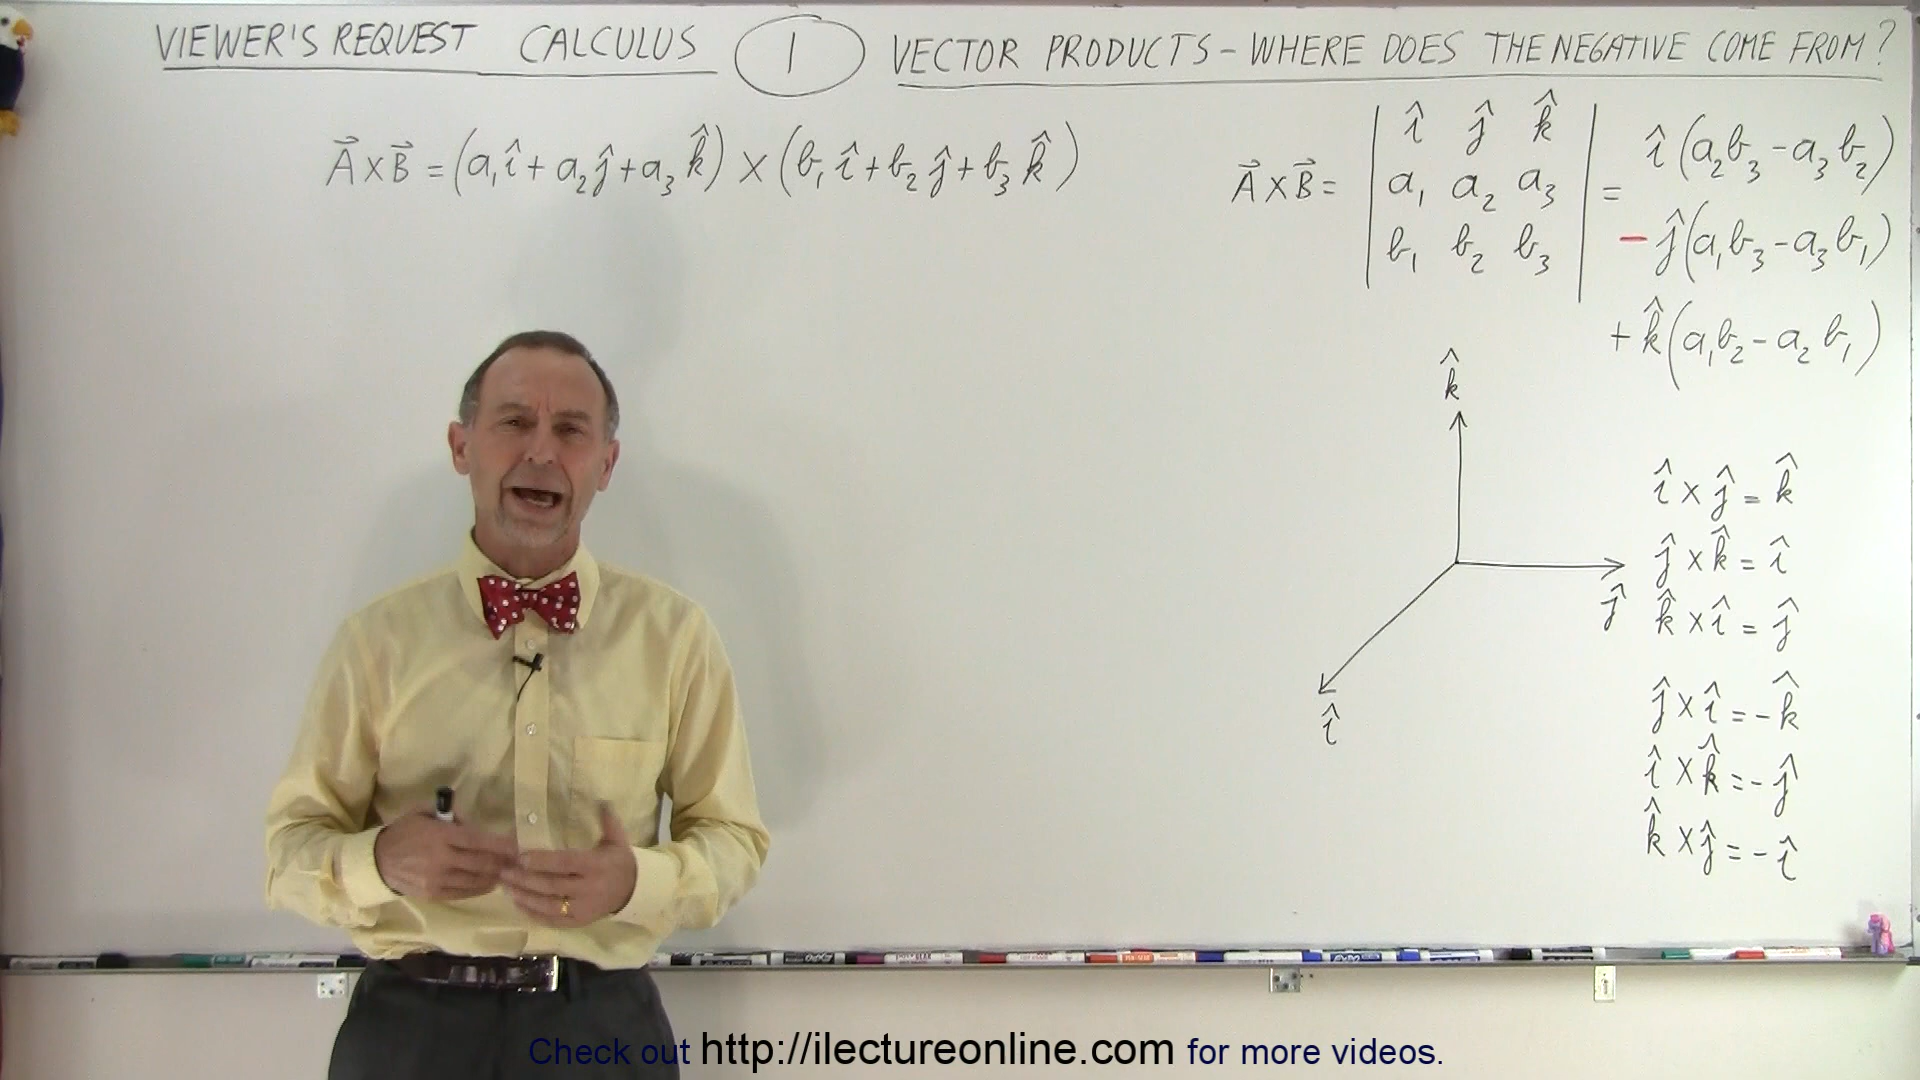 VIEWER'S REQUEST CALCULUS 1 VECTOR PRODUCTS - WHERE DOES THE NEGATIVE COME FROM?
A⃗ × B⃗ = (a₁î + a₂ĵ + a₃k̂) × (b₁î + b₂ĵ + b₃k̂)
A⃗ × B⃗ = | î ĵ k̂ |
| a₁ a₂ a₃ |
| b₁ b₂ b₃ |
= î(a₂b₃ - a₃b₂)
- ĵ(a₁b₃ - a₃b₁)
+ k̂(a₁b₂ - a₂b₁)
k̂
ĵ
î
î × ĵ = k̂
ĵ × k̂ = î
k̂ × î = ĵ
ĵ × î = -k̂
î × k̂ = -ĵ
k̂ × ĵ = -î
Check out http://ilectureonline.com for more videos.